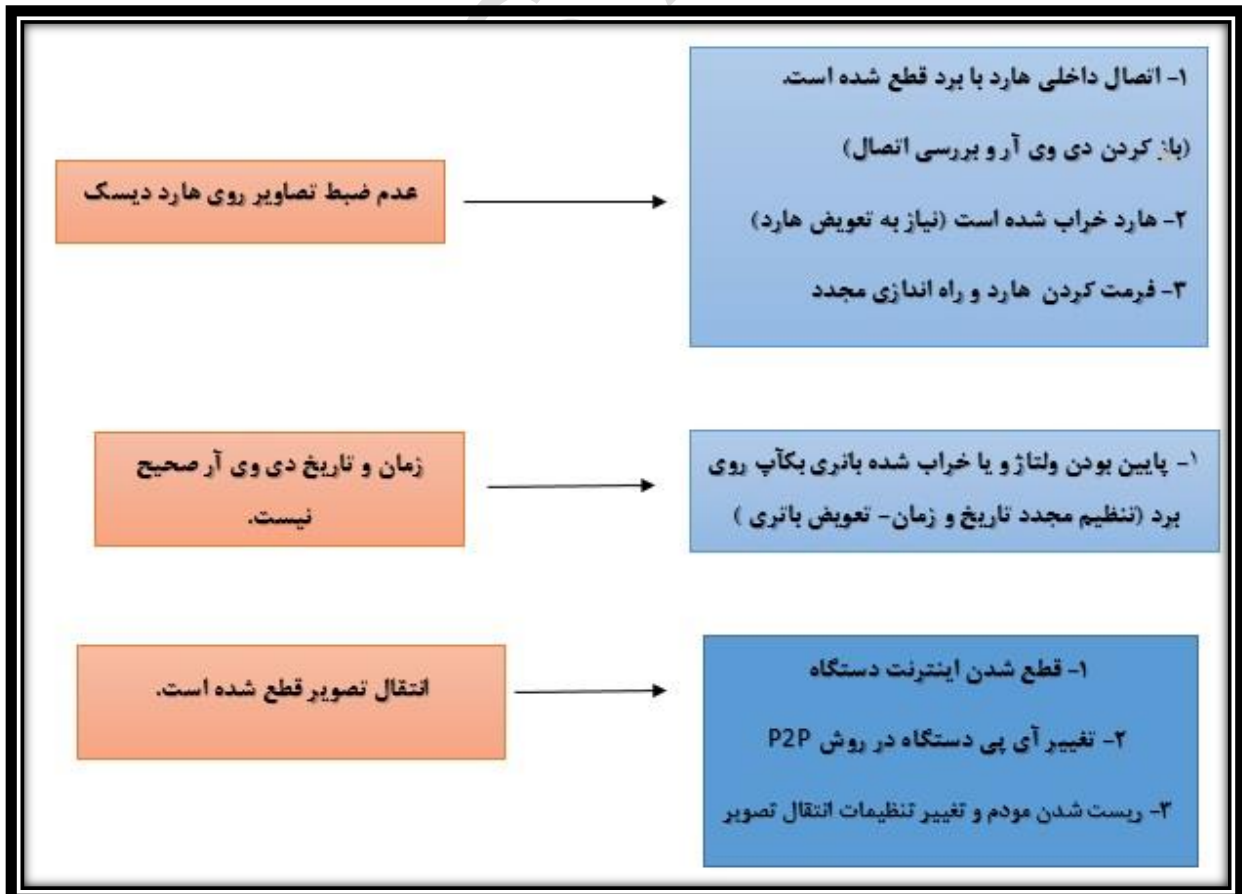 عدم ضبط تصاویر روی هارد دیسک
۱- اتصال داخلی هارد با برد قطع شده است.
(باز کردن دی وی آر و بررسی اتصال)
۲- هارد خراب شده است (نیاز به تعویض هارد)
۳- فرمت کردن هارد و راه اندازی مجدد
زمان و تاریخ دی وی آر صحیح
نیست.
۱- پایین بودن ولتاژ و یا خراب شده باتری بکآپ روی
برد (تنظیم مجدد تاریخ و زمان- تعویض باتری )
انتقال تصویر قطع شده است.
۱- قطع شدن اینترنت دستگاه
۲- تغییر آی پی دستگاه در روش P2P
۳- ریست شدن مودم و تغییر تنظیمات انتقال تصویر